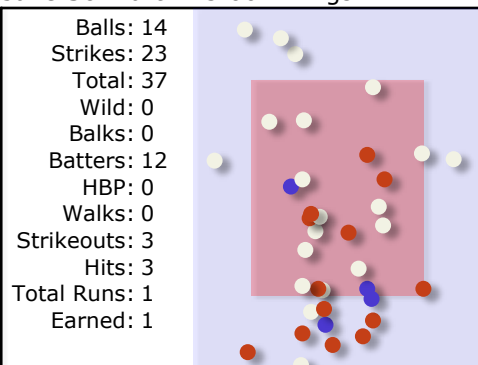 Balls: 14
Strikes: 23
Total: 37
Wild: 0
Balks: 0
Batters: 12
HBP: 0
Walks: 0
Strikeouts: 3
Hits: 3
Total Runs: 1
Earned: 1